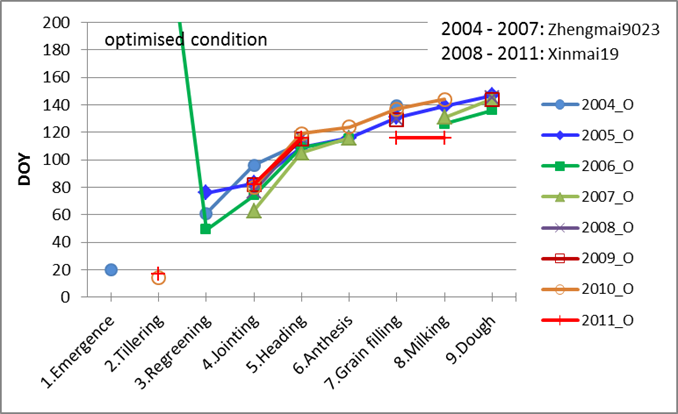 200
180
160
140
120
100
80
60
40
20
0
DOY
optimised condition
2004 - 2007: Zhengmai9023
2008 - 2011: Xinmai19
1.Emergence
2.Tillering
3.Regreening
4.Jointing
5.Heading
6.Anthesis
7.Grain filling
8.Milking
9.Dough
2004_O
2005_O
2006_O
2007_O
2008_O
2009_O
2010_O
2011_O